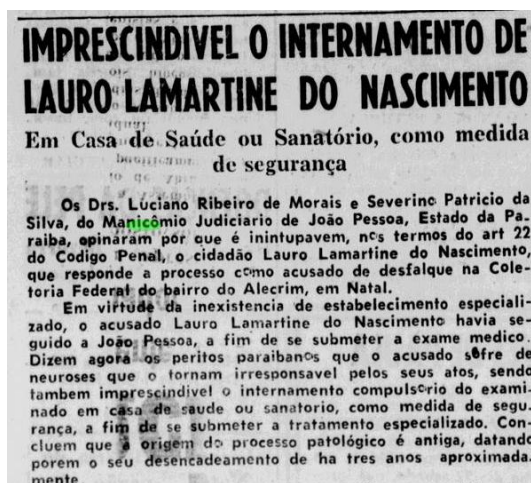 IMPRESCINDIVEL O INTERNAMENTO DE
LAURO LAMARTINE DO NASCIMENTO
Em Casa de Saúde ou Sanatório, como medida
de segurança
Os Drs. Luciano Ribeiro de Morais e Severino Patricio da
Silva, do Manicômio Judiciario de João Pessoa, Estado da Pa-
raiba, opinaram por que é inintupavem, nos termos do art 22
do Codigo Penal, o cidadão Lauro Lamartine do Nascimento,
que responde a processo como acusado de desfalque na Cole-
toria Federal do bairro do Alecrim, em Natal.
Em virtude da inexistencia de estabelecimento especiali-
zado, o acusado Lauro Lamartine do Nascimento havia se-
guido a João Pessoa, a fim de se submeter a exame medico.
Dizem agora os peritos paraibanos que o acusado sofre de
neuroses que o tornam irresponsavel pelos seus atos, sendo
tambem imprescindivel o internamento compulsorio do exami-
nado em casa de saude ou sanatorio, como medida de segu-
rança, a fim de se submeter a tratamento especializado. Con-
cluem que a origem do processo patológico é antiga, datando
porem o seu desencadeamento de ha tres anos aproximada-
mente